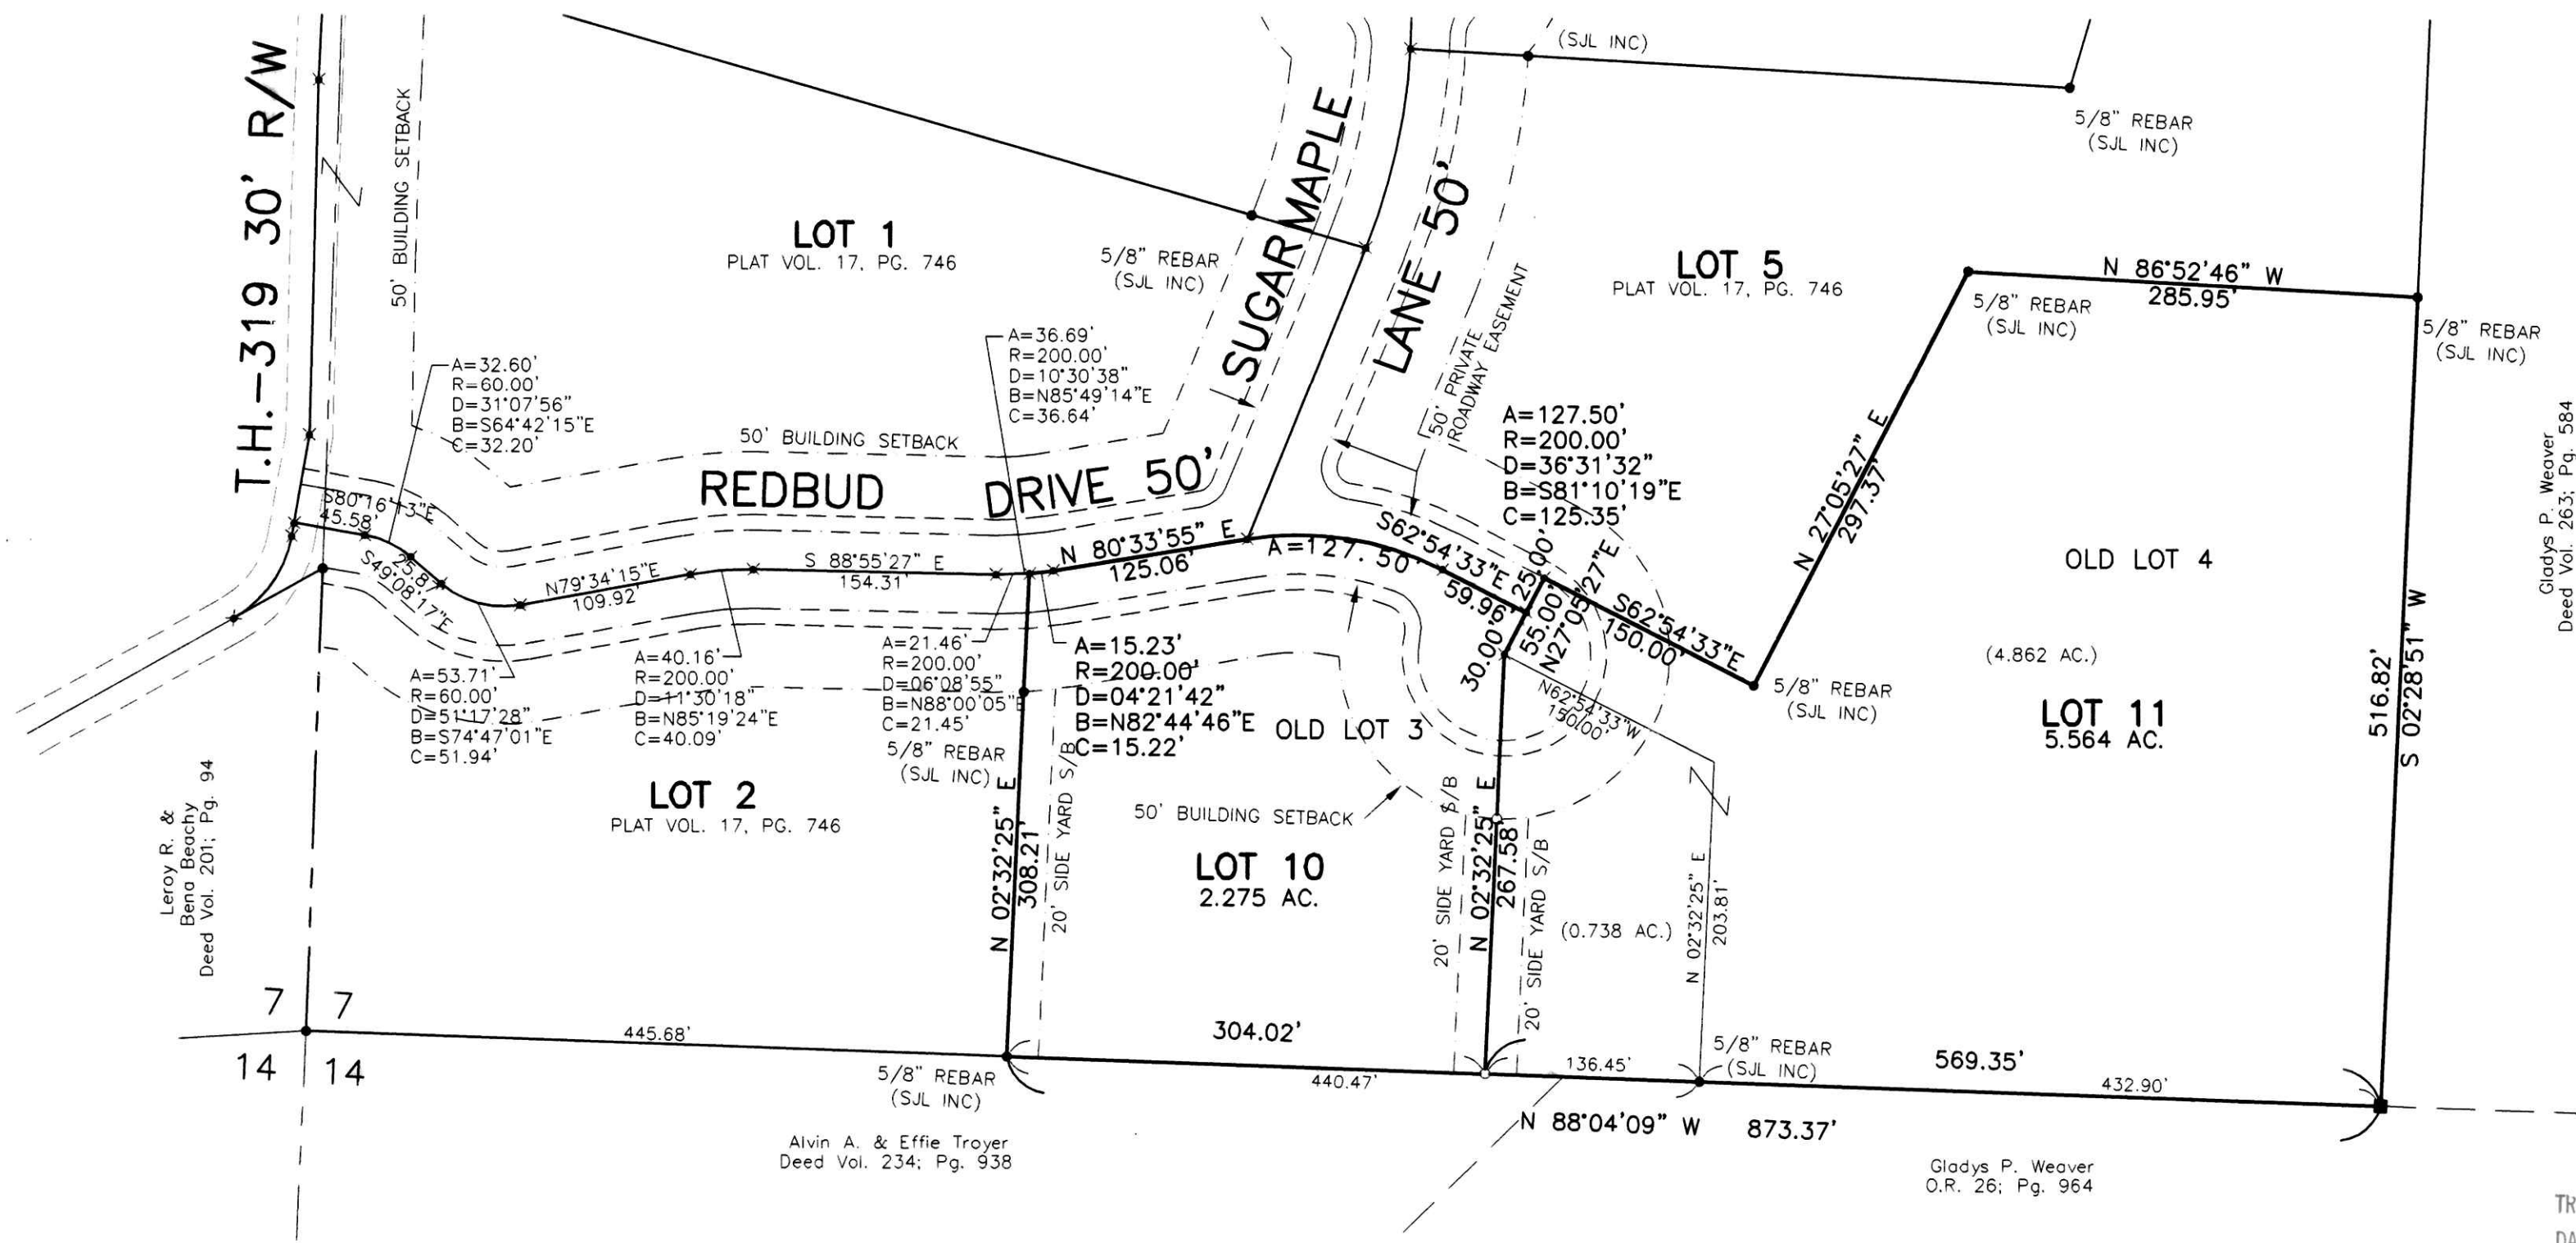 T.H.-319 30' R/W
50' BUILDING SETBACK
LOT 1
PLAT VOL. 17, PG. 746
5/8" REBAR
(SJL INC)
SUGAR MAPLE
LANE 50'
(SJL INC)
5/8" REBAR
(SJL INC)
50' PRIVATE
ROADWAY EASEMENT
LOT 5
PLAT VOL. 17, PG. 746
N 86°52'46" W
285.95'
5/8" REBAR
(SJL INC)
5/8" REBAR
(SJL INC)
Gladys P. Weaver
Deed Vol. 263; Pg. 584
A=32.60'
R=60.00'
D=31°07'56"
B=S64°42'15"E
C=32.20'
50' BUILDING SETBACK
A=36.69'
R=200.00'
D=10°30'38"
B=N85°49'14"E
C=36.64'
A=127.50'
R=200.00'
D=36°31'32"
B=S81°10'19"E
C=125.35'
N 27°05'27" E
297.37'
REDBUD DRIVE 50'
S80°16'13"E
45.58'
25.87'
S49°08'17"E
N79°34'15"E
109.92'
S 88°55'27" E
154.31'
N 80°33'55" E
125.06'
A=127.50'
S62°54'33"E
59.96'
25.00'
30.00'
55.00'
N27°05'27"E
S62°54'33"E
150.00'
N62°54'33"W
150.00'
5/8" REBAR
(SJL INC)
OLD LOT 4
(4.862 AC.)
LOT 11
5.564 AC.
516.82'
S 02°28'51" W
A=53.71'
R=60.00'
D=51°17'28"
B=S74°47'01"E
C=51.94'
A=40.16'
R=200.00'
D=11°30'18"
B=N85°19'24"E
C=40.09'
A=21.46'
R=200.00'
D=06°08'55"
B=N88°00'05"E
C=21.45'
5/8" REBAR
(SJL INC)
A=15.23'
R=200.00'
D=04°21'42"
B=N82°44'46"E
C=15.22'
OLD LOT 3
LOT 2
PLAT VOL. 17, PG. 746
N 02°32'25" E
308.21'
20' SIDE YARD S/B
50' BUILDING SETBACK
LOT 10
2.275 AC.
20' SIDE YARD S/B
N 02°32'25" E
267.58'
20' SIDE YARD S/B
(0.738 AC.)
N 02°32'25" E
203.81'
Leroy R. &
Bena Beachy
Deed Vol. 201; Pg. 94
7 7
14 14
445.68'
5/8" REBAR
(SJL INC)
304.02'
440.47'
136.45'
5/8" REBAR
(SJL INC)
569.35'
432.90'
N 88°04'09" W 873.37'
Alvin A. & Effie Troyer
Deed Vol. 234; Pg. 938
Gladys P. Weaver
O.R. 26; Pg. 964
TR